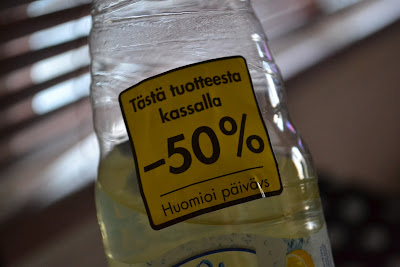 Tästä tuotteesta
kassalla
–50%
Huomioi päiväys